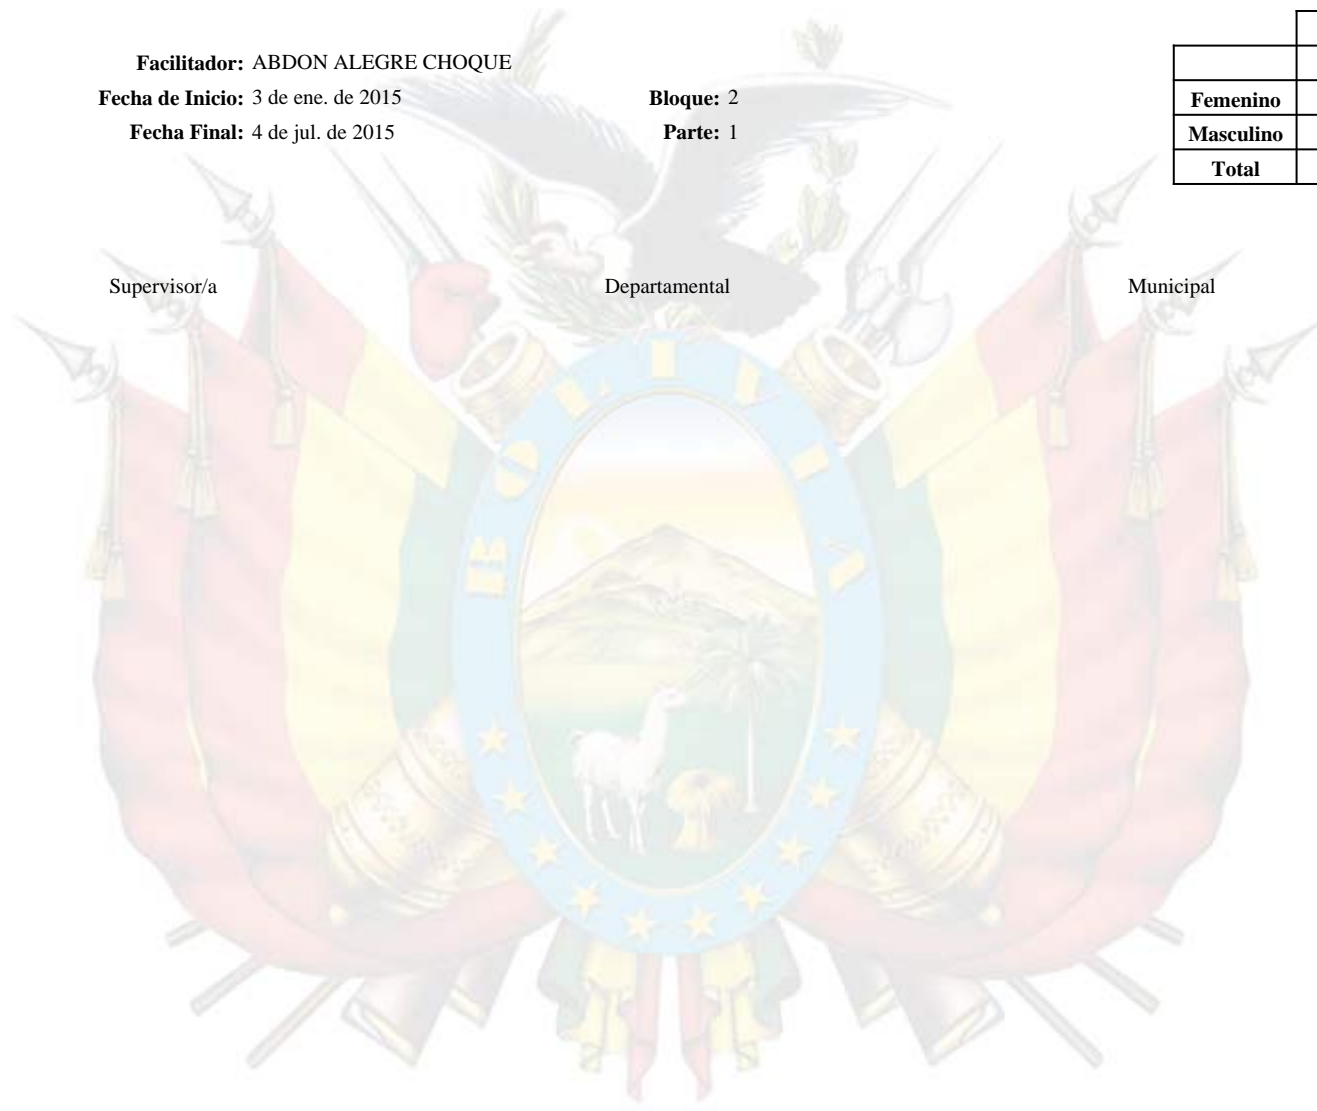 Facilitador: ABDON ALEGRE CHOQUE
Fecha de Inicio: 3 de ene. de 2015 Bloque: 2
Femenino
Fecha Final: 4 de jul. de 2015 Parte: 1
Masculino
Total
Supervisor/a Departamental Municipal
BOLIVIA